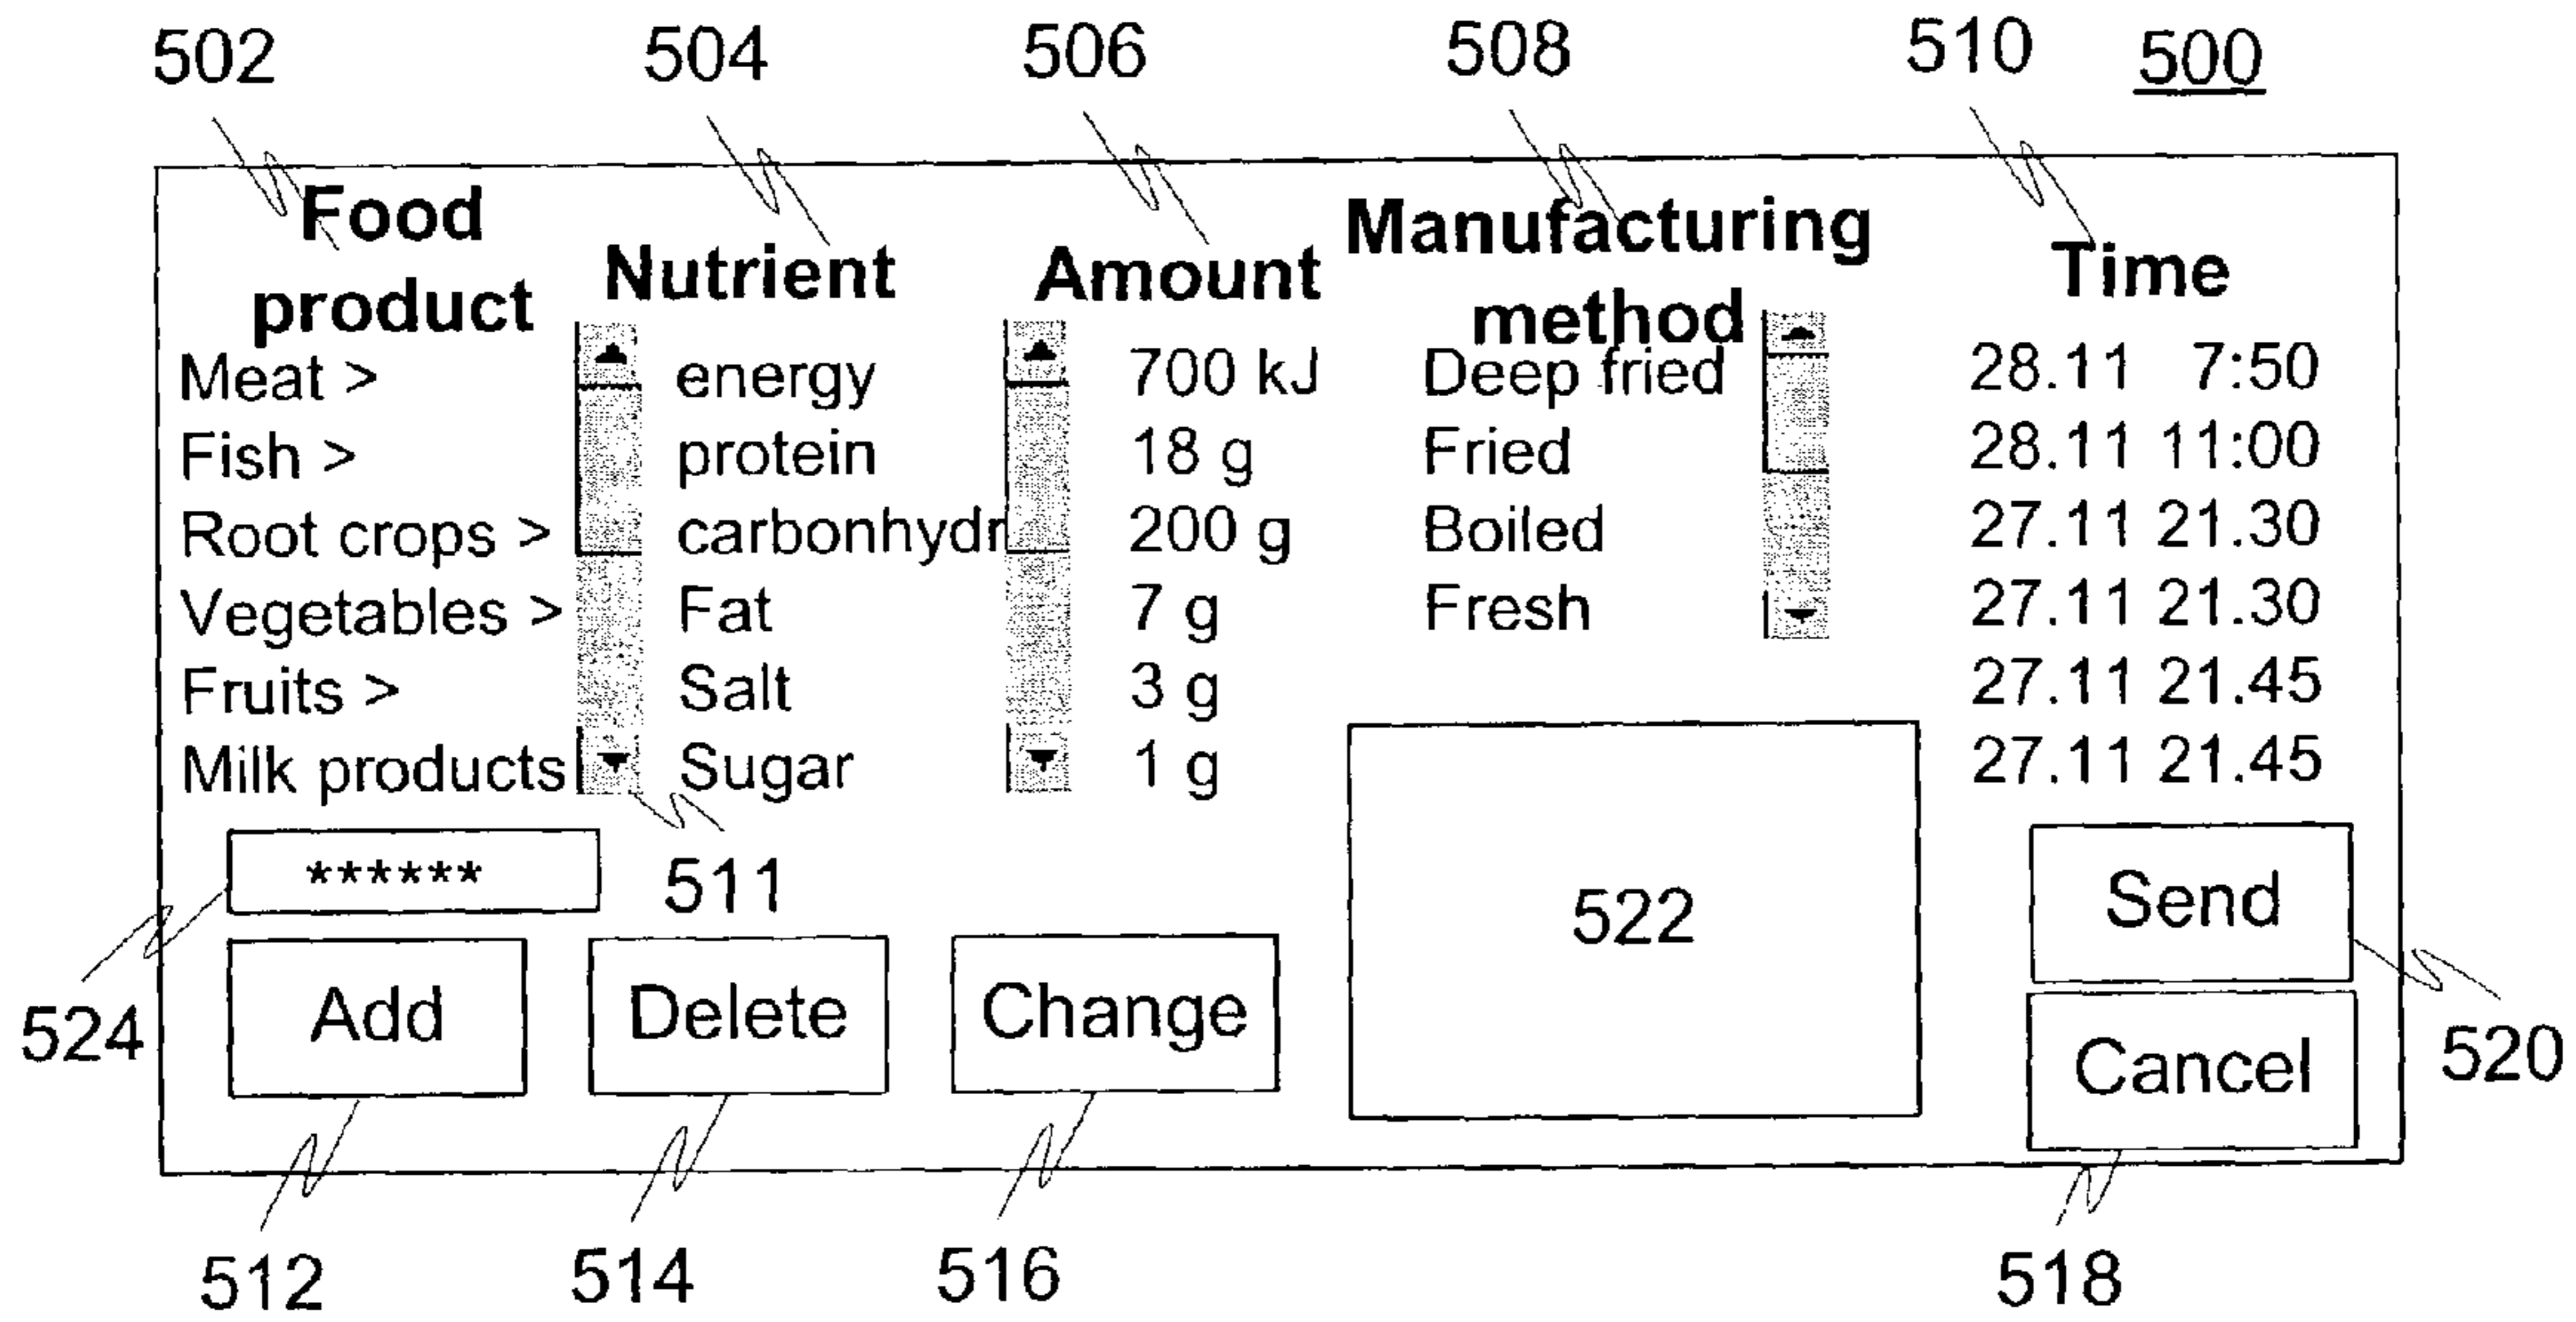 502 504 506 508 510 500
Food product
Nutrient
Amount
Manufacturing method
Time
Meat > energy 700 kJ Deep fried 28.11 7:50
Fish > protein 18 g Fried 28.11 11:00
Root crops > carbonhydr 200 g Boiled 27.11 21.30
Vegetables > Fat 7 g Fresh 27.11 21.30
Fruits > Salt 3 g 27.11 21.45
Milk products Sugar 1 g 27.11 21.45
****** 511 522 Send
524 Add Delete Change Cancel 520
512 514 516 518